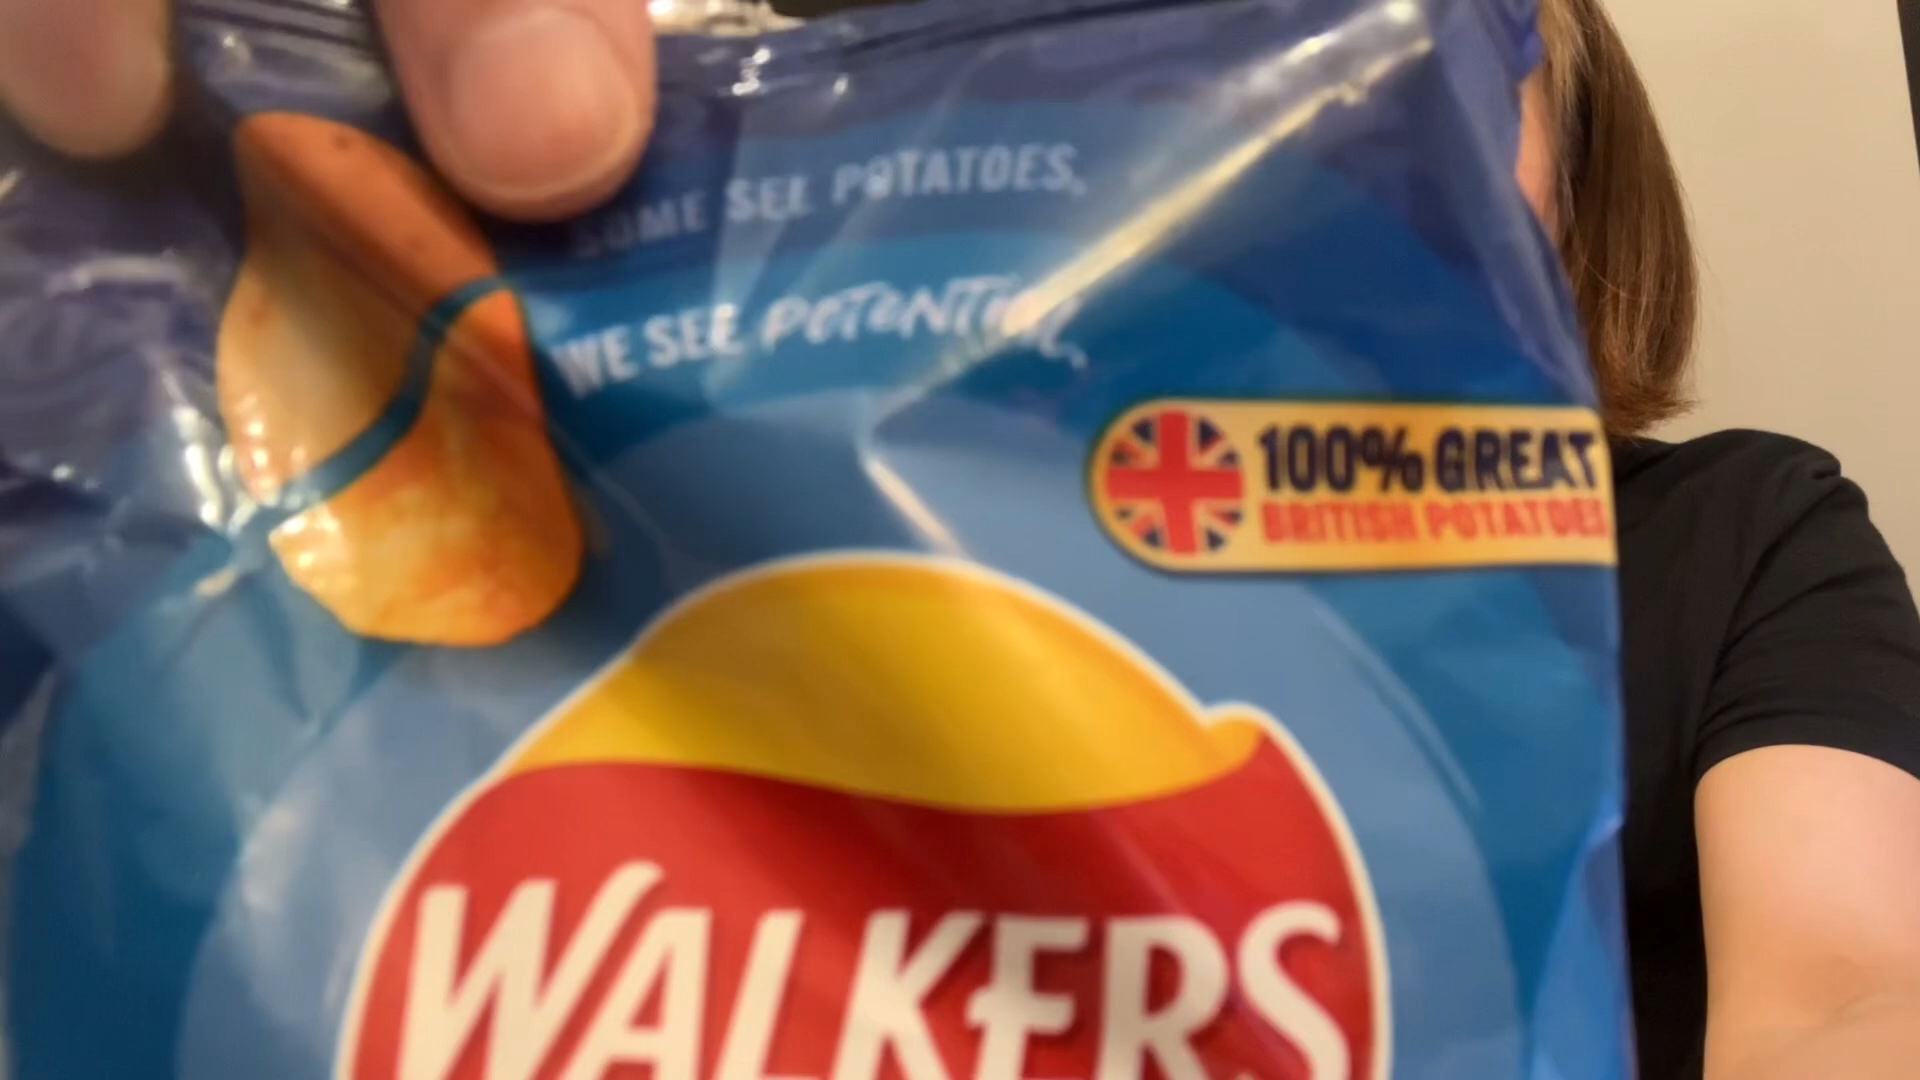 SOME SEE POTATOES,
WE SEE POTENTIAL,
100% GREAT
BRITISH POTATOES
WALKERS